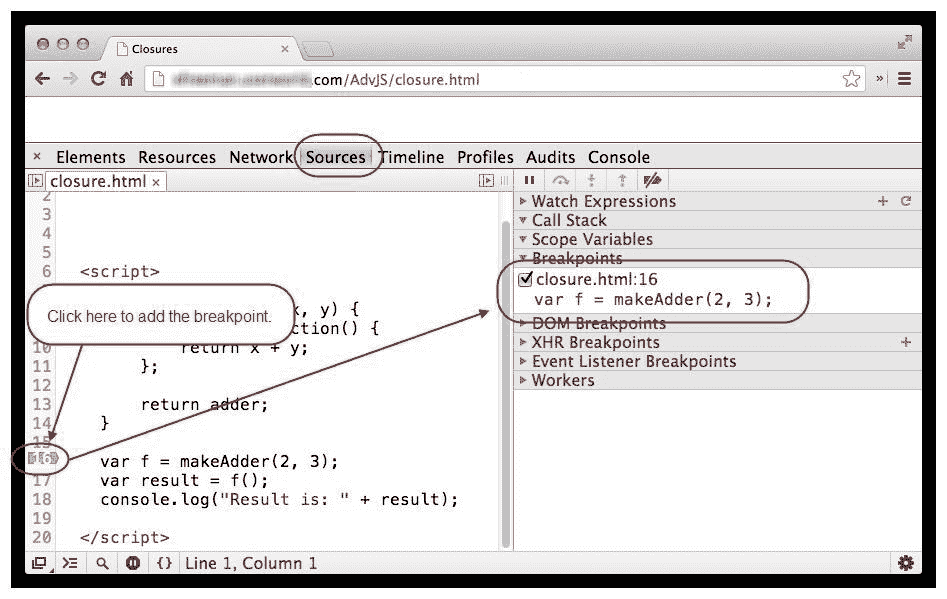 Closures ×
.com/AdvJS/closure.html »
× Elements Resources Network Sources Timeline Profiles Audits Console
closure.html ×
2
3
4
5
6 <script>
Click here to add the breakpoint.
, y) {
ction() {
10 return x + y;
11 };
12
13 return adder;
14 }
15
16 var f = makeAdder(2, 3);
17 var result = f();
18 console.log("Result is: " + result);
19
20 </script>
Watch Expressions +
Call Stack
Scope Variables
Breakpoints
closure.html:16
var f = makeAdder(2, 3);
DOM Breakpoints
XHR Breakpoints +
Event Listener Breakpoints
Workers
{} Line 1, Column 1